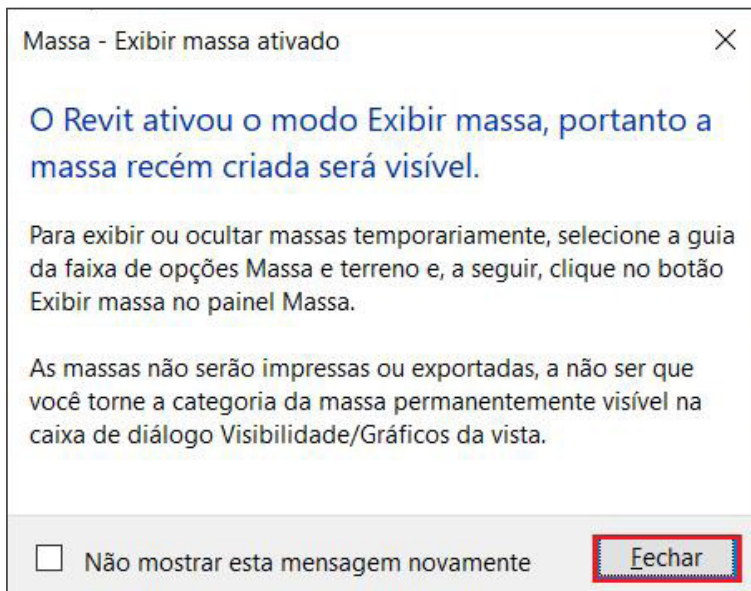 Massa - Exibir massa ativado
O Revit ativou o modo Exibir massa, portanto a
massa recém criada será visível.
Para exibir ou ocultar massas temporariamente, selecione a guia
da faixa de opções Massa e terreno e, a seguir, clique no botão
Exibir massa no painel Massa.
As massas não serão impressas ou exportadas, a não ser que
você torne a categoria da massa permanentemente visível na
caixa de diálogo Visibilidade/Gráficos da vista.
Não mostrar esta mensagem novamente
Fechar